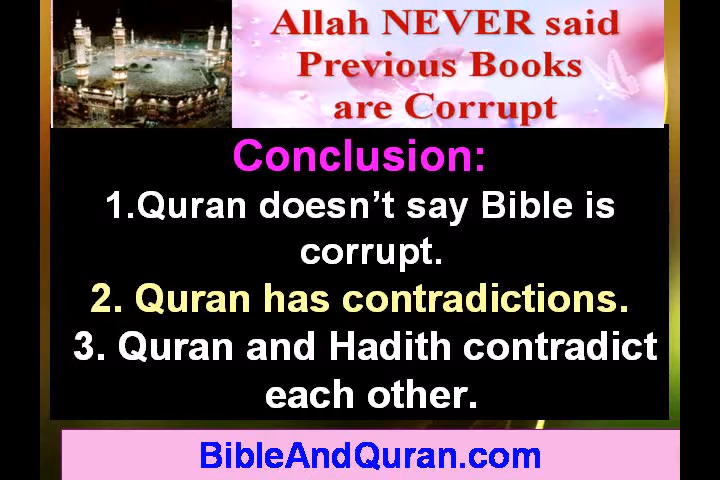 Allah NEVER said
Previous Books
are Corrupt
Conclusion:
1.Quran doesn't say Bible is
corrupt.
2. Quran has contradictions.
3. Quran and Hadith contradict
each other.
BibleAndQuran.com